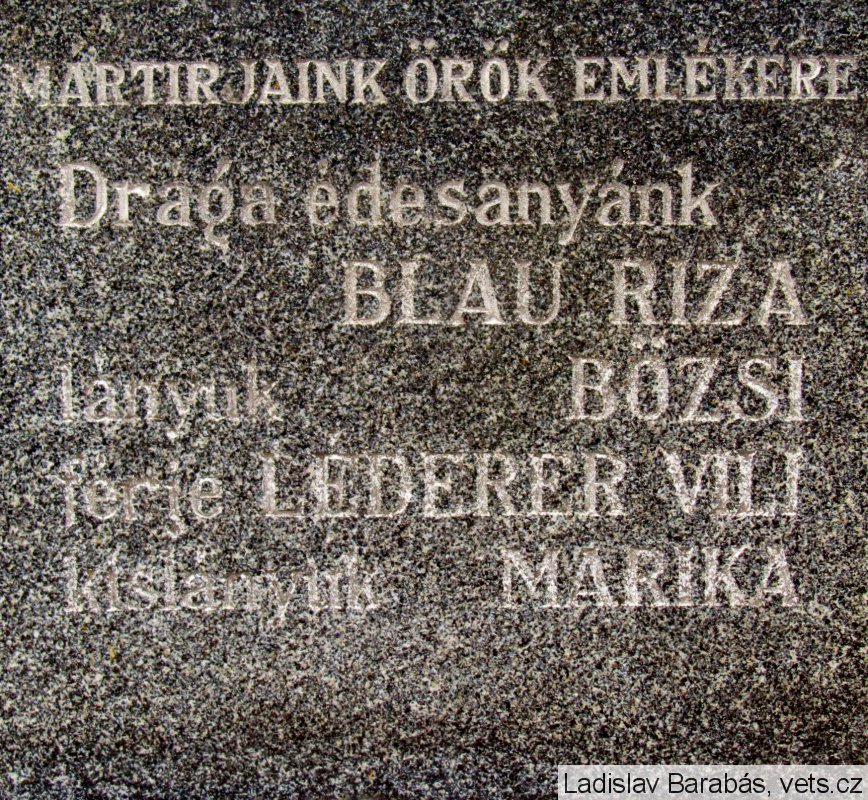 MÁRTIRJAINK ÖRÖK EMLÉKÉRE
Drága édesanyánk
BLAU RIZA
lányuk BÖZSI
férje LEDERER VILI
kislányuk MARIKA
Ladislav Barabás, vets.cz